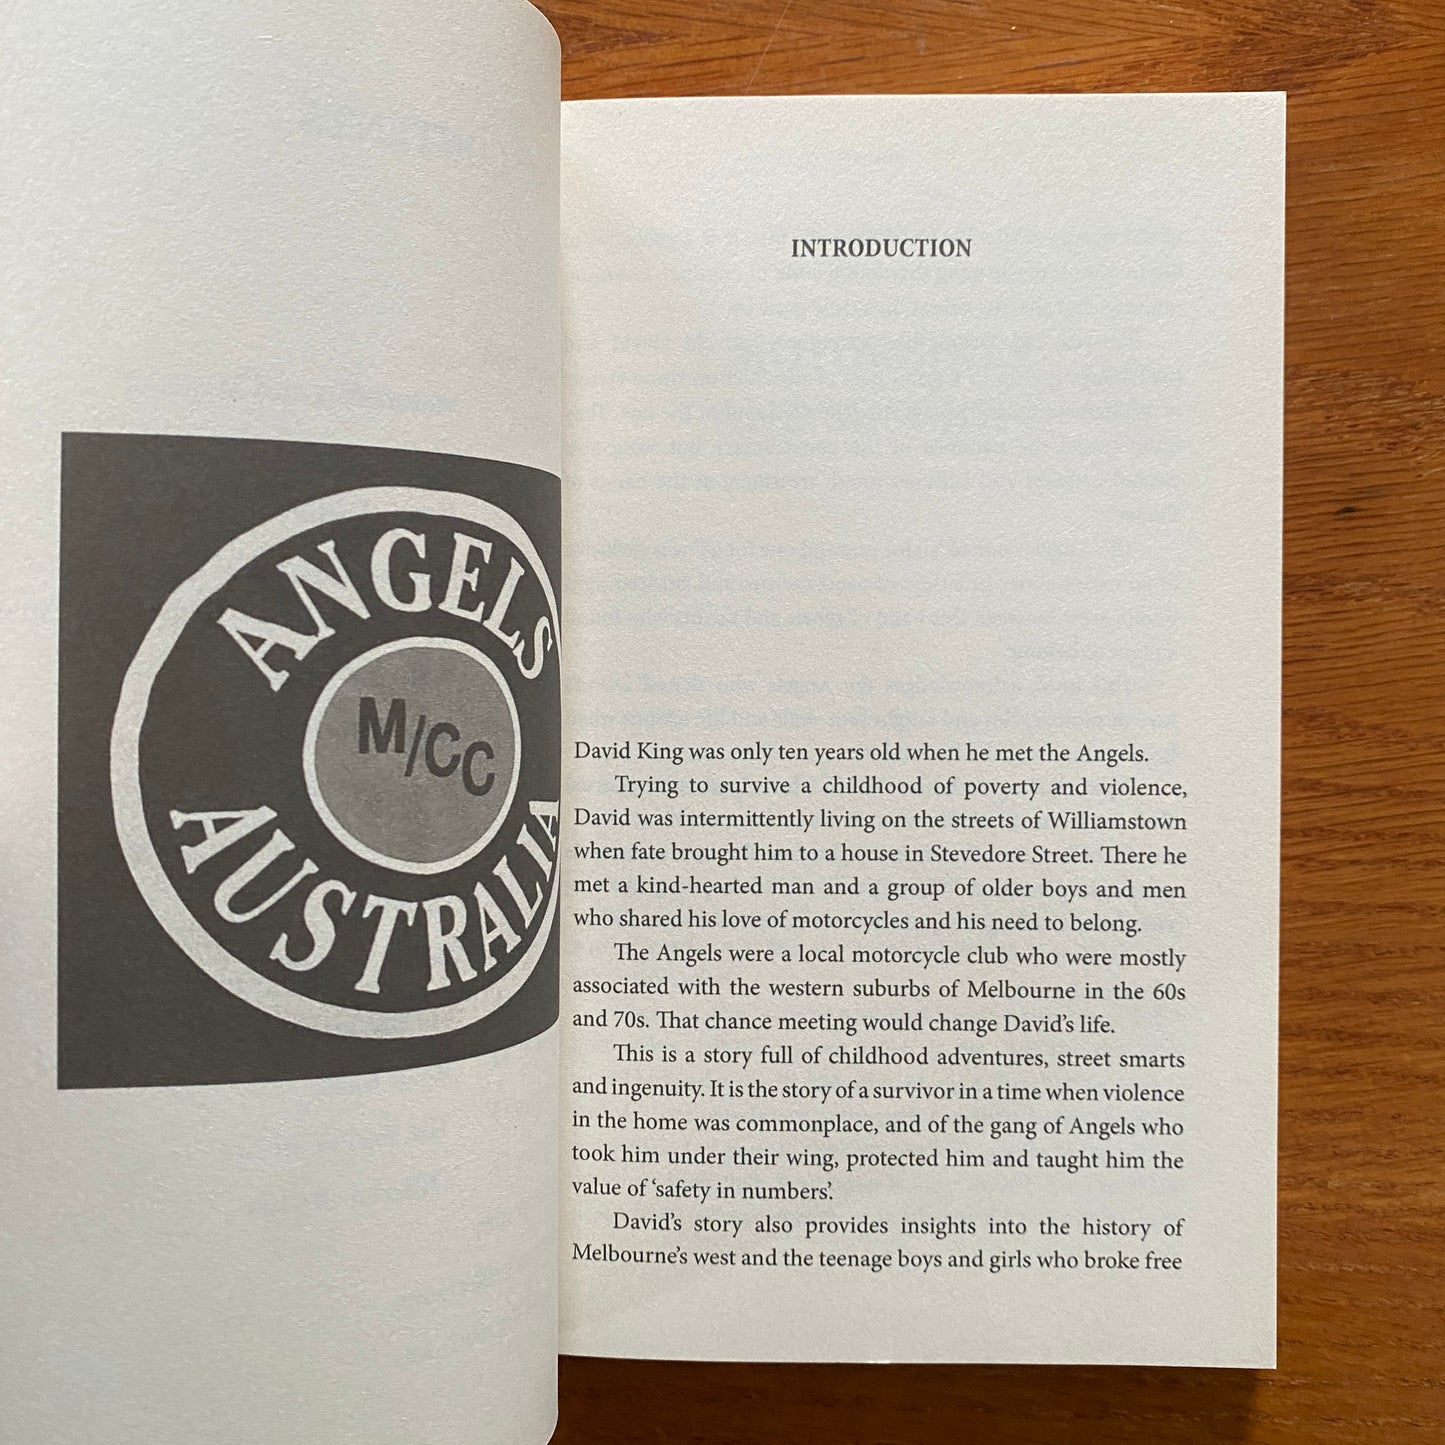 ANGELS
M/CC
AUSTRALIA
INTRODUCTION
David King was only ten years old when he met the Angels.
Trying to survive a childhood of poverty and violence,
David was intermittently living on the streets of Williamstown
when fate brought him to a house in Stevedore Street. There he
met a kind-hearted man and a group of older boys and men
who shared his love of motorcycles and his need to belong.
The Angels were a local motorcycle club who were mostly
associated with the western suburbs of Melbourne in the 60s
and 70s. That chance meeting would change David’s life.
This is a story full of childhood adventures, street smarts
and ingenuity. It is the story of a survivor in a time when violence
in the home was commonplace, and of the gang of Angels who
took him under their wing, protected him and taught him the
value of ‘safety in numbers’.
David’s story also provides insights into the history of
Melbourne’s west and the teenage boys and girls who broke free